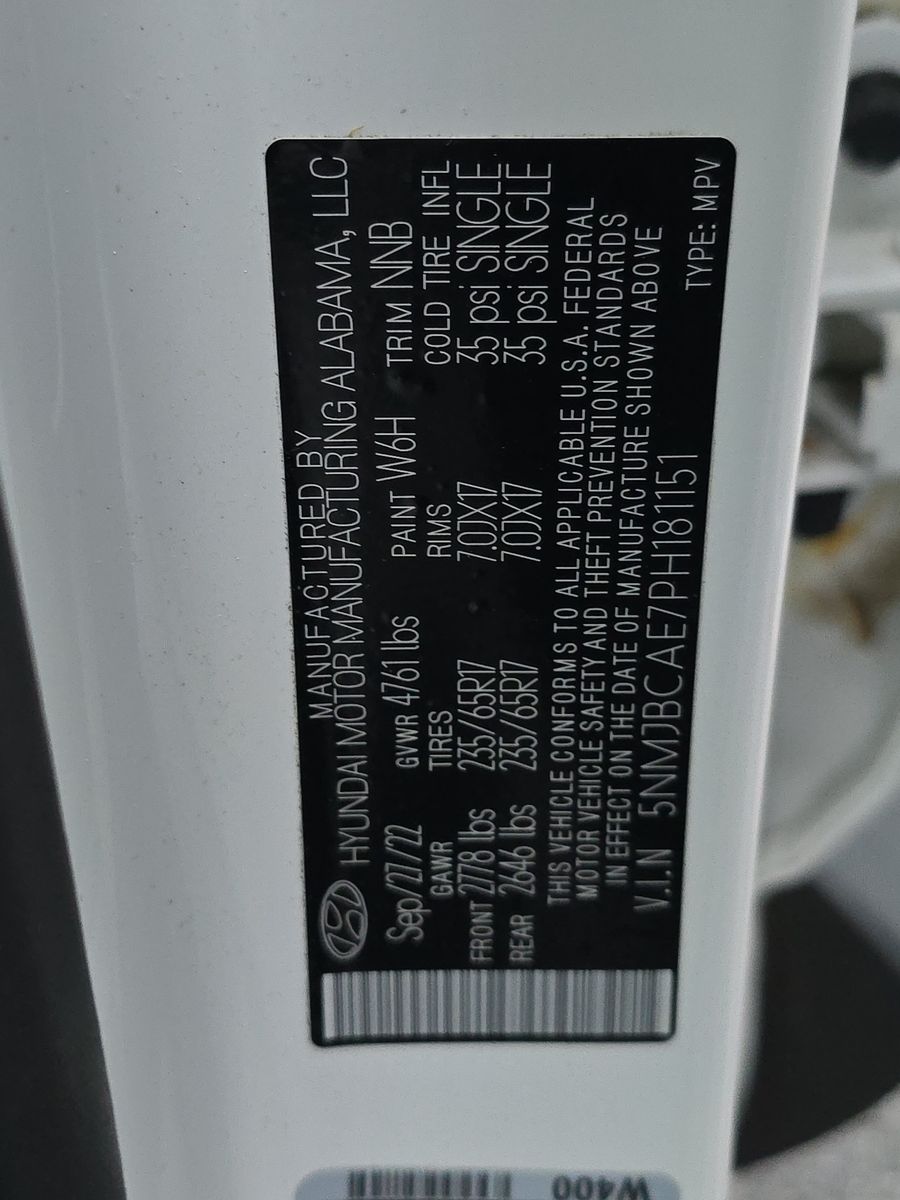 MANUFACTURED BY
HYUNDAI MOTOR MANUFACTURING ALABAMA, LLC
Sep/27/22 GVWR 4761 lbs PAINT W6H TRIM NNB
GAWR TIRES RIMS COLD TIRE INFL
FRONT 2778 lbs 235/65R17 7.0JX17 35 psi SINGLE
REAR 2646 lbs 235/65R17 7.0JX17 35 psi SINGLE
THIS VEHICLE CONFORMS TO ALL APPLICABLE U.S.A. FEDERAL
MOTOR VEHICLE SAFETY AND THEFT PREVENTION STANDARDS
IN EFFECT ON THE DATE OF MANUFACTURE SHOWN ABOVE
V.I.N 5NMJBCAE7PH181151
TYPE: MPV
W400